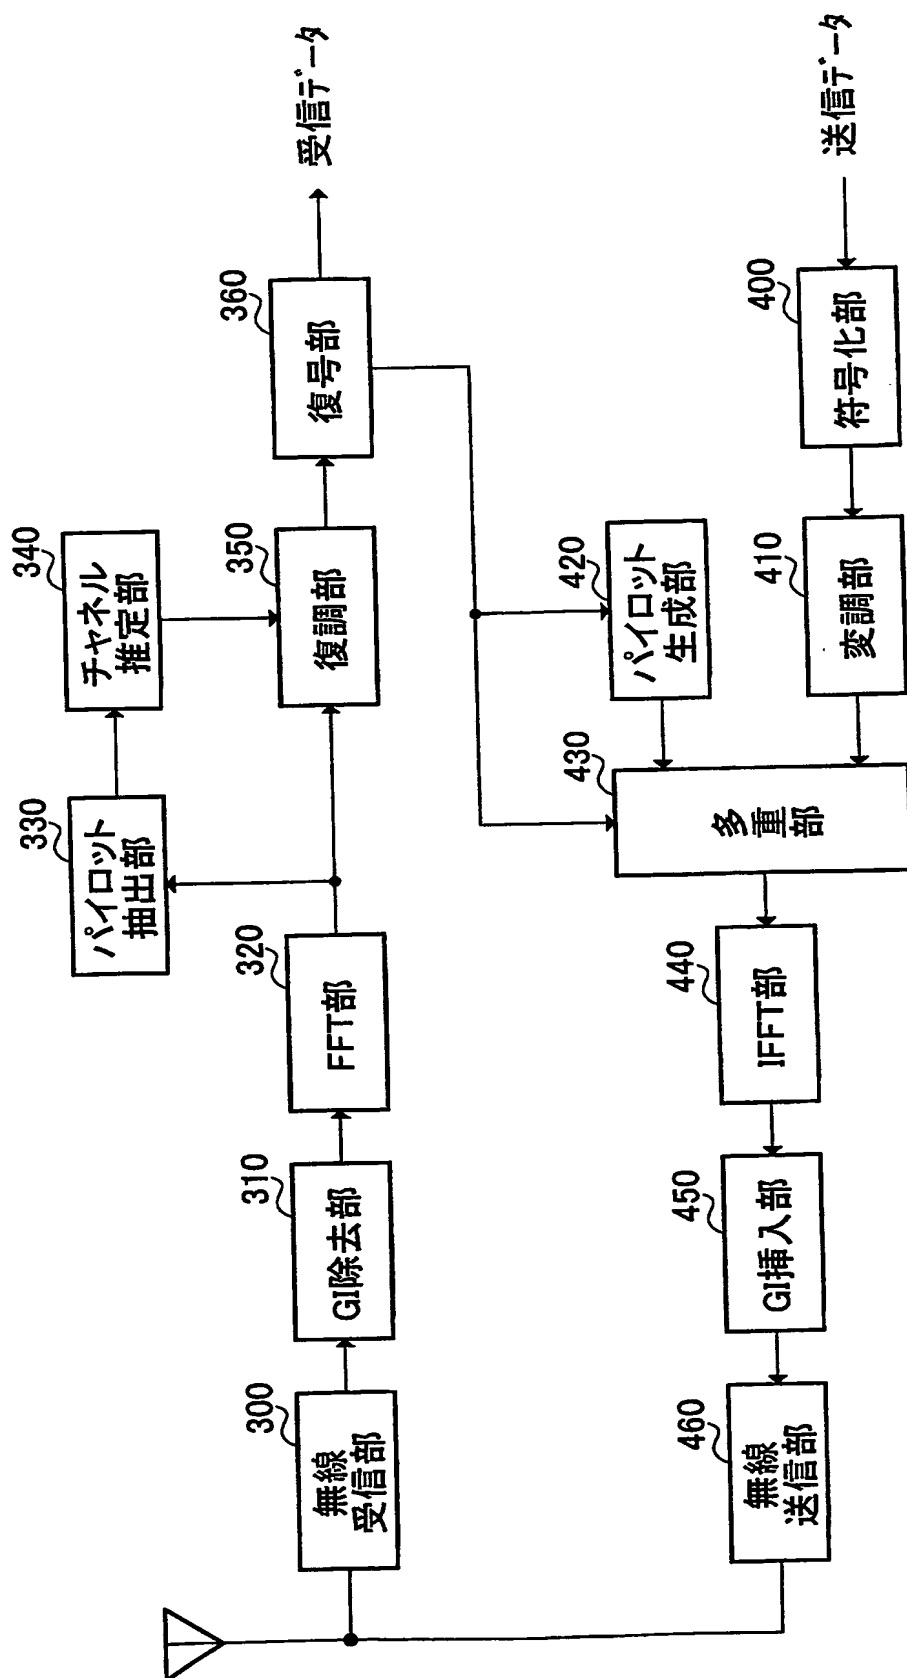 340
チャネル
推定部
330
パイロット
抽出部
300
無線
受信部
310
GI除去部
320
FFT部
350
復調部
360
復号部
受信データ
420
パイロット
生成部
460
無線
送信部
450
GI挿入部
440
IFFT部
430
多重部
410
変調部
400
符号化部
送信データ